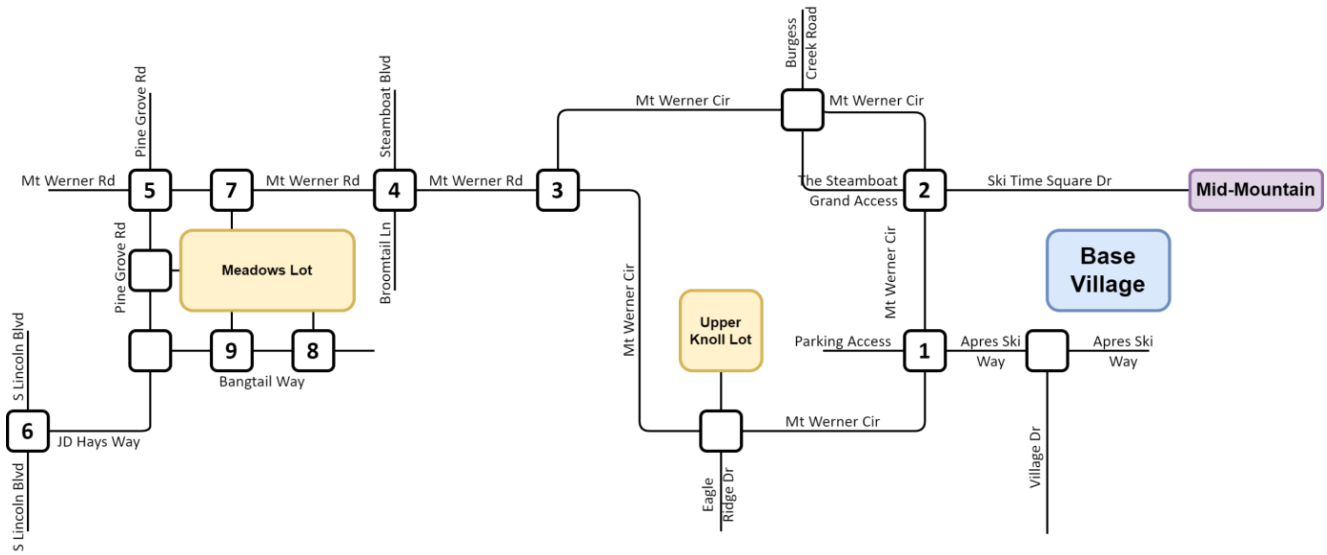 Burgess
Creek Road
Mt Werner Cir
Mt Werner Cir
Pine Grove Rd
Steamboat Blvd
Mt Werner Rd
5
7
Mt Werner Rd
4
Mt Werner Rd
3
The Steamboat
Grand Access
2
Ski Time Square Dr
Mid-Mountain
Pine Grove Rd
Meadows Lot
Broomtail Ln
Mt Werner Cir
Mt Werner Cir
Base
Village
Upper
Knoll Lot
S Lincoln Blvd
9
8
Bangtail Way
Parking Access
1
Apres Ski
Way
Apres Ski
Way
6
JD Hays Way
Mt Werner Cir
S Lincoln Blvd
Eagle
Ridge Dr
Village Dr